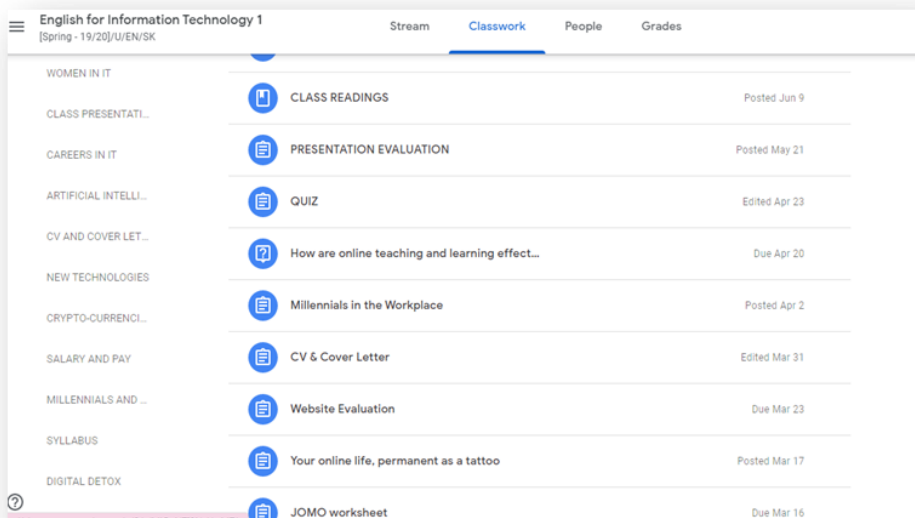 English for Information Technology 1
[Spring - 19/20]/U/EN/SK
Stream
Classwork
People
Grades
WOMEN IN IT
CLASS PRESENTATI...
CAREERS IN IT
ARTIFICIAL INTELLI...
CV AND COVER LET...
NEW TECHNOLOGIES
CRYPTO-CURRENCI...
SALARY AND PAY
MILLENNIALS AND ...
SYLLABUS
DIGITAL DETOX
CLASS READINGS Posted Jun 9
PRESENTATION EVALUATION Posted May 21
QUIZ Edited Apr 23
How are online teaching and learning effect... Due Apr 20
Millennials in the Workplace Posted Apr 2
CV & Cover Letter Edited Mar 31
Website Evaluation Due Mar 23
Your online life, permanent as a tattoo Posted Mar 17
JOMO worksheet Due Mar 16